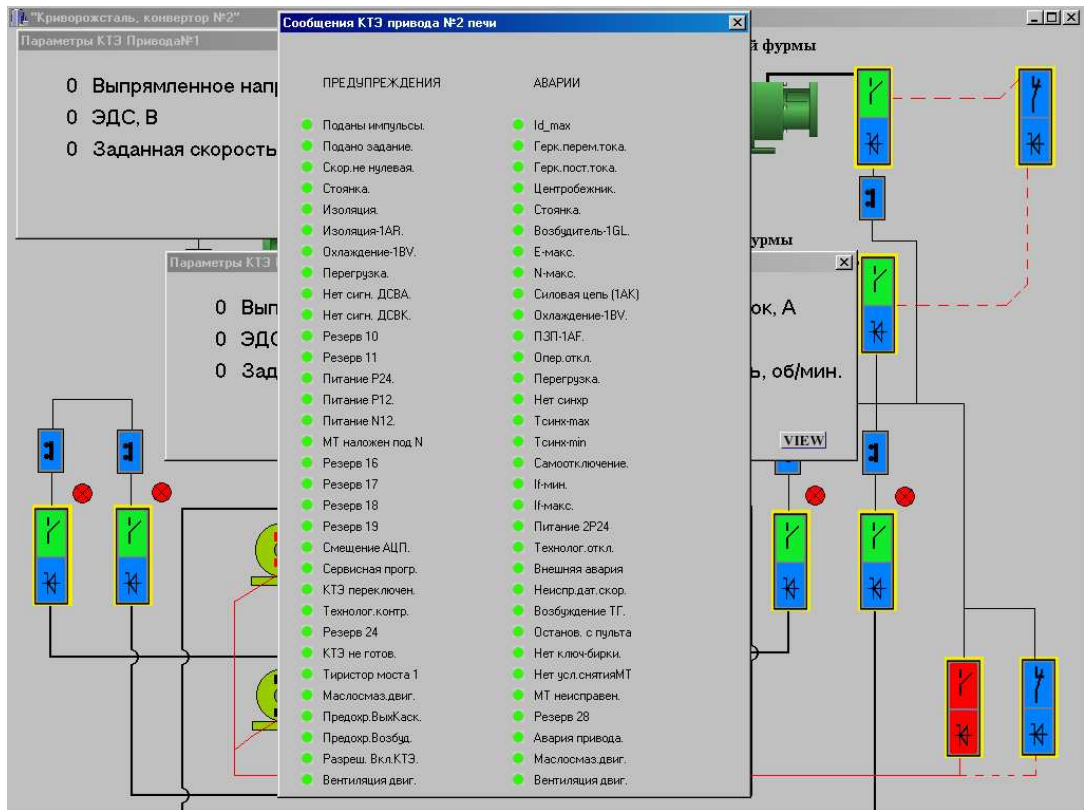 "Криворожсталь, конвертор №2"
Сообщения КТЭ привода №2 печи
Параметры КТЭ Привода№1
й фурмы
0 Выпрямленное напр
0 ЭДС, В
0 Заданная скорость
ПРЕДУПРЕЖДЕНИЯ
Поданы импульсы.
Подано задание.
Скор.не нулевая.
Стоянка.
Изоляция.
Изоляция-1AR.
Охлаждение-1BV.
Перегрузка.
Нет сигн. ДСВА.
Нет сигн. ДСВК.
Резерв 10
Резерв 11
Питание P24.
Питание P12.
Питание N12.
МТ наложен под N
Резерв 16
Резерв 17
Резерв 18
Резерв 19
Смещение АЦП.
Сервисная прогр.
КТЭ переключен.
Технолог.контр.
Резерв 24
КТЭ не готов.
Тиристор моста 1
Маслосмаз.двиг.
Предохр.ВыхКаск.
Предохр.Возбуд.
Разреш. Вкл.КТЭ.
Вентиляция двиг.
АВАРИИ
Id_max
Герк.перем.тока.
Герк.пост.тока.
Центробежник.
Стоянка.
Возбудитель-1GL.
E-макс.
N-макс.
Силовая цепь (1АК)
Охлаждение-1BV.
ПЗП-1AF.
Опер.откл.
Перегрузка.
Нет синхр
Тсинх-max
Тсинх-min
Самоотключение.
If-мин.
If-макс.
Питание 2P24
Технолог.откл.
Внешняя авария
Неиспр.дат.скор.
Возбуждение ТГ.
Останов. с пульта
Нет ключ-бирки.
Нет усл.снятияМТ
МТ неисправен.
Резерв 28
Авария привода.
Маслосмаз.двиг.
Вентиляция двиг.
урмы
Параметры КТЭ
0 Вып
0 ЭДС
0 Зад
ок, А
ь, об/мин.
VIEW